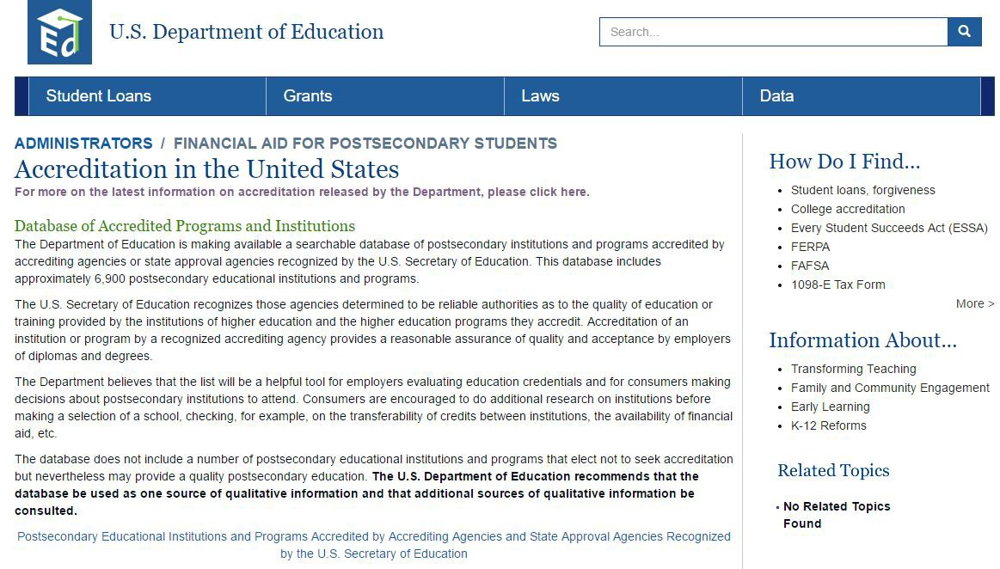 Ed
U.S. Department of Education
Search...
Student Loans
Grants
Laws
Data
ADMINISTRATORS / FINANCIAL AID FOR POSTSECONDARY STUDENTS
Accreditation in the United States
For more on the latest information on accreditation released by the Department, please click here.
Database of Accredited Programs and Institutions
The Department of Education is making available a searchable database of postsecondary institutions and programs accredited by
accrediting agencies or state approval agencies recognized by the U.S. Secretary of Education. This database includes
approximately 6,900 postsecondary educational institutions and programs.
The U.S. Secretary of Education recognizes those agencies determined to be reliable authorities as to the quality of education or
training provided by the institutions of higher education and the higher education programs they accredit. Accreditation of an
institution or program by a recognized accrediting agency provides a reasonable assurance of quality and acceptance by employers
of diplomas and degrees.
The Department believes that the list will be a helpful tool for employers evaluating education credentials and for consumers making
decisions about postsecondary institutions to attend. Consumers are encouraged to do additional research on institutions before
making a selection of a school, checking, for example, on the transferability of credits between institutions, the availability of financial
aid, etc.
The database does not include a number of postsecondary educational institutions and programs that elect not to seek accreditation
but nevertheless may provide a quality postsecondary education. The U.S. Department of Education recommends that the
database be used as one source of qualitative information and that additional sources of qualitative information be
consulted.
Postsecondary Educational Institutions and Programs Accredited by Accrediting Agencies and State Approval Agencies Recognized
by the U.S. Secretary of Education
How Do I Find...
• Student loans, forgiveness
• College accreditation
• Every Student Succeeds Act (ESSA)
• FERPA
• FAFSA
• 1098-E Tax Form
More >
Information About...
• Transforming Teaching
• Family and Community Engagement
• Early Learning
• K-12 Reforms
Related Topics
▪ No Related Topics
Found